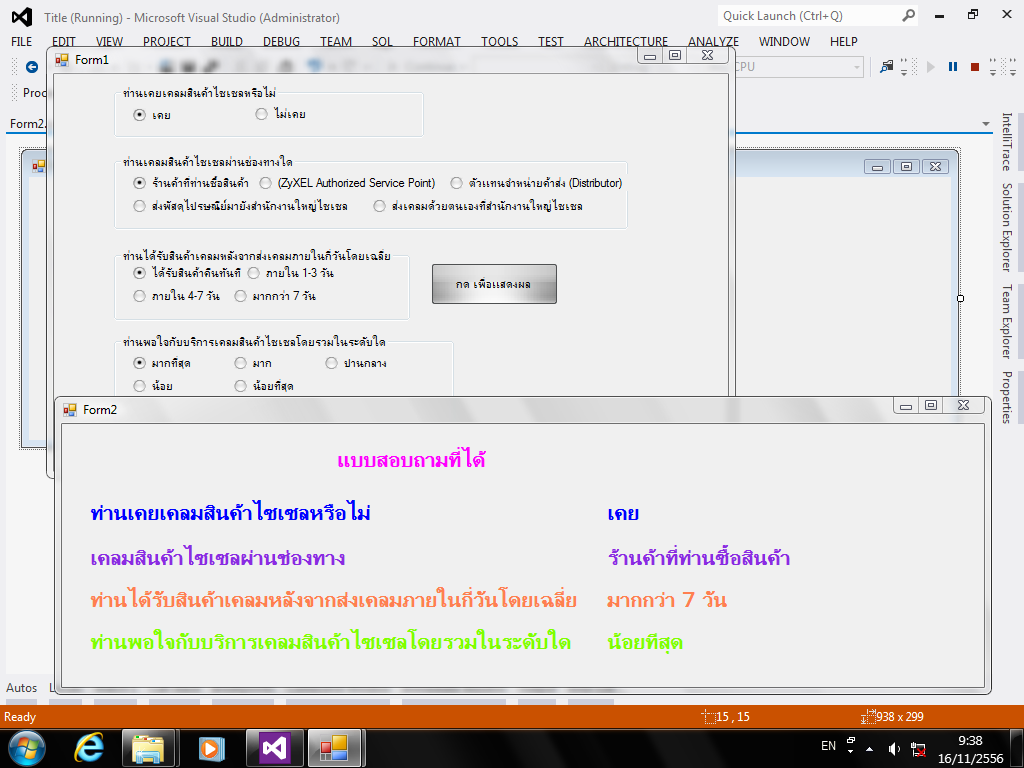 Title (Running) - Microsoft Visual Studio (Administrator)
Quick Launch (Ctrl+Q)
FILE EDIT VIEW PROJECT BUILD DEBUG TEAM SQL FORMAT TOOLS TEST ARCHITECTURE ANALYZE WINDOW HELP
Form1
CPU
Proc
Form2.
ท่านเคยเคลมสินค้าไซเซลหรือไม่
เคย ไม่เคย
ท่านเคลมสินค้าไซเซลผ่านช่องทางใด
ร้านค้าที่ท่านซื้อสินค้า (ZyXEL Authorized Service Point) ตัวแทนจำหน่ายค้าส่ง (Distributor)
ส่งพัสดุไปรษณีย์มายังสำนักงานใหญ่ไซเซล ส่งเคลมด้วยตนเองที่สำนักงานใหญ่ไซเซล
ท่านได้รับสินค้าเคลมหลังจากส่งเคลมภายในกี่วันโดยเฉลี่ย
ได้รับสินค้าคืนทันที ภายใน 1-3 วัน
ภายใน 4-7 วัน มากกว่า 7 วัน
กด เพื่อแสดงผล
ท่านพอใจกับบริการเคลมสินค้าไซเซลโดยรวมในระดับใด
มากที่สุด มาก ปานกลาง
น้อย น้อยที่สุด
IntelliTrace
Solution Explorer
Team Explorer
Properties
Form2
แบบสอบถามที่ได้
ท่านเคยเคลมสินค้าไซเซลหรือไม่ เคย
เคลมสินค้าไซเซลผ่านช่องทาง ร้านค้าที่ท่านซื้อสินค้า
ท่านได้รับสินค้าเคลมหลังจากส่งเคลมภายในกี่วันโดยเฉลี่ย มากกว่า 7 วัน
ท่านพอใจกับบริการเคลมสินค้าไซเซลโดยรวมในระดับใด น้อยที่สุด
Autos
Ready 15 , 15 938 x 299
EN 9:38
16/11/2556